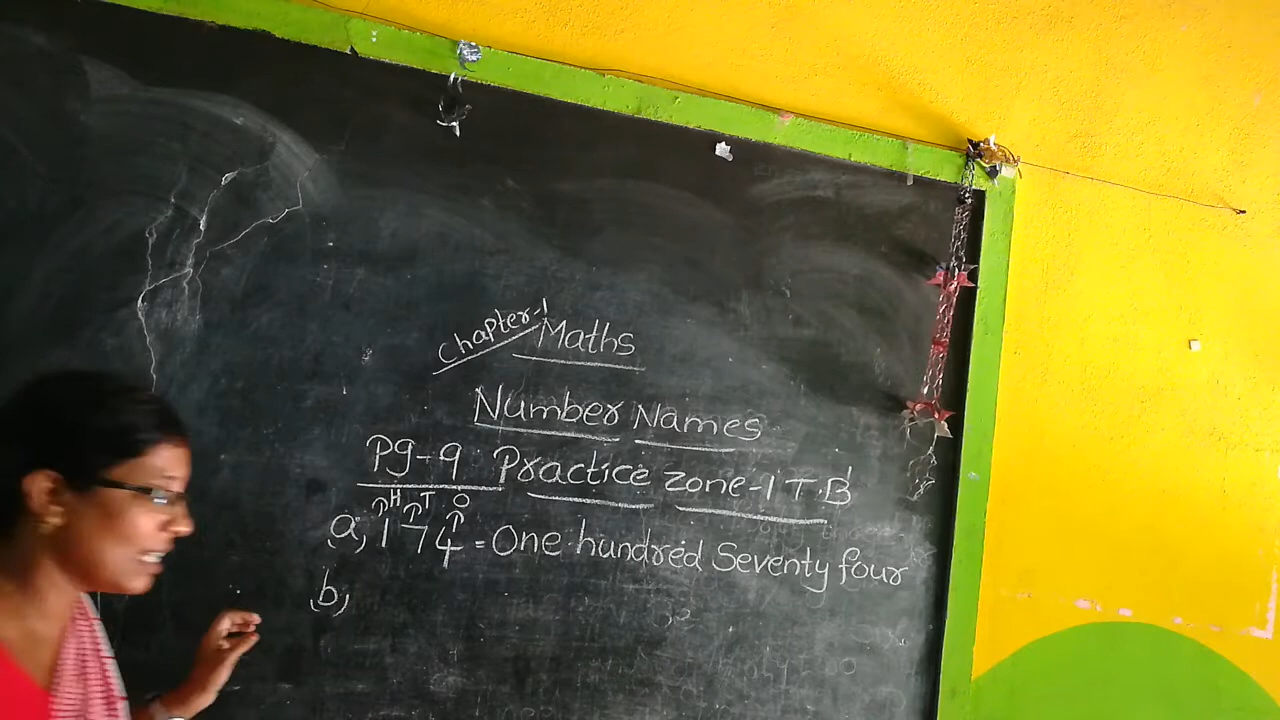 Chapter-1
Maths
Number Names
Pg-9 Practice zone-1 T.B
H T O
a, 174 = One hundred Seventy four
b,